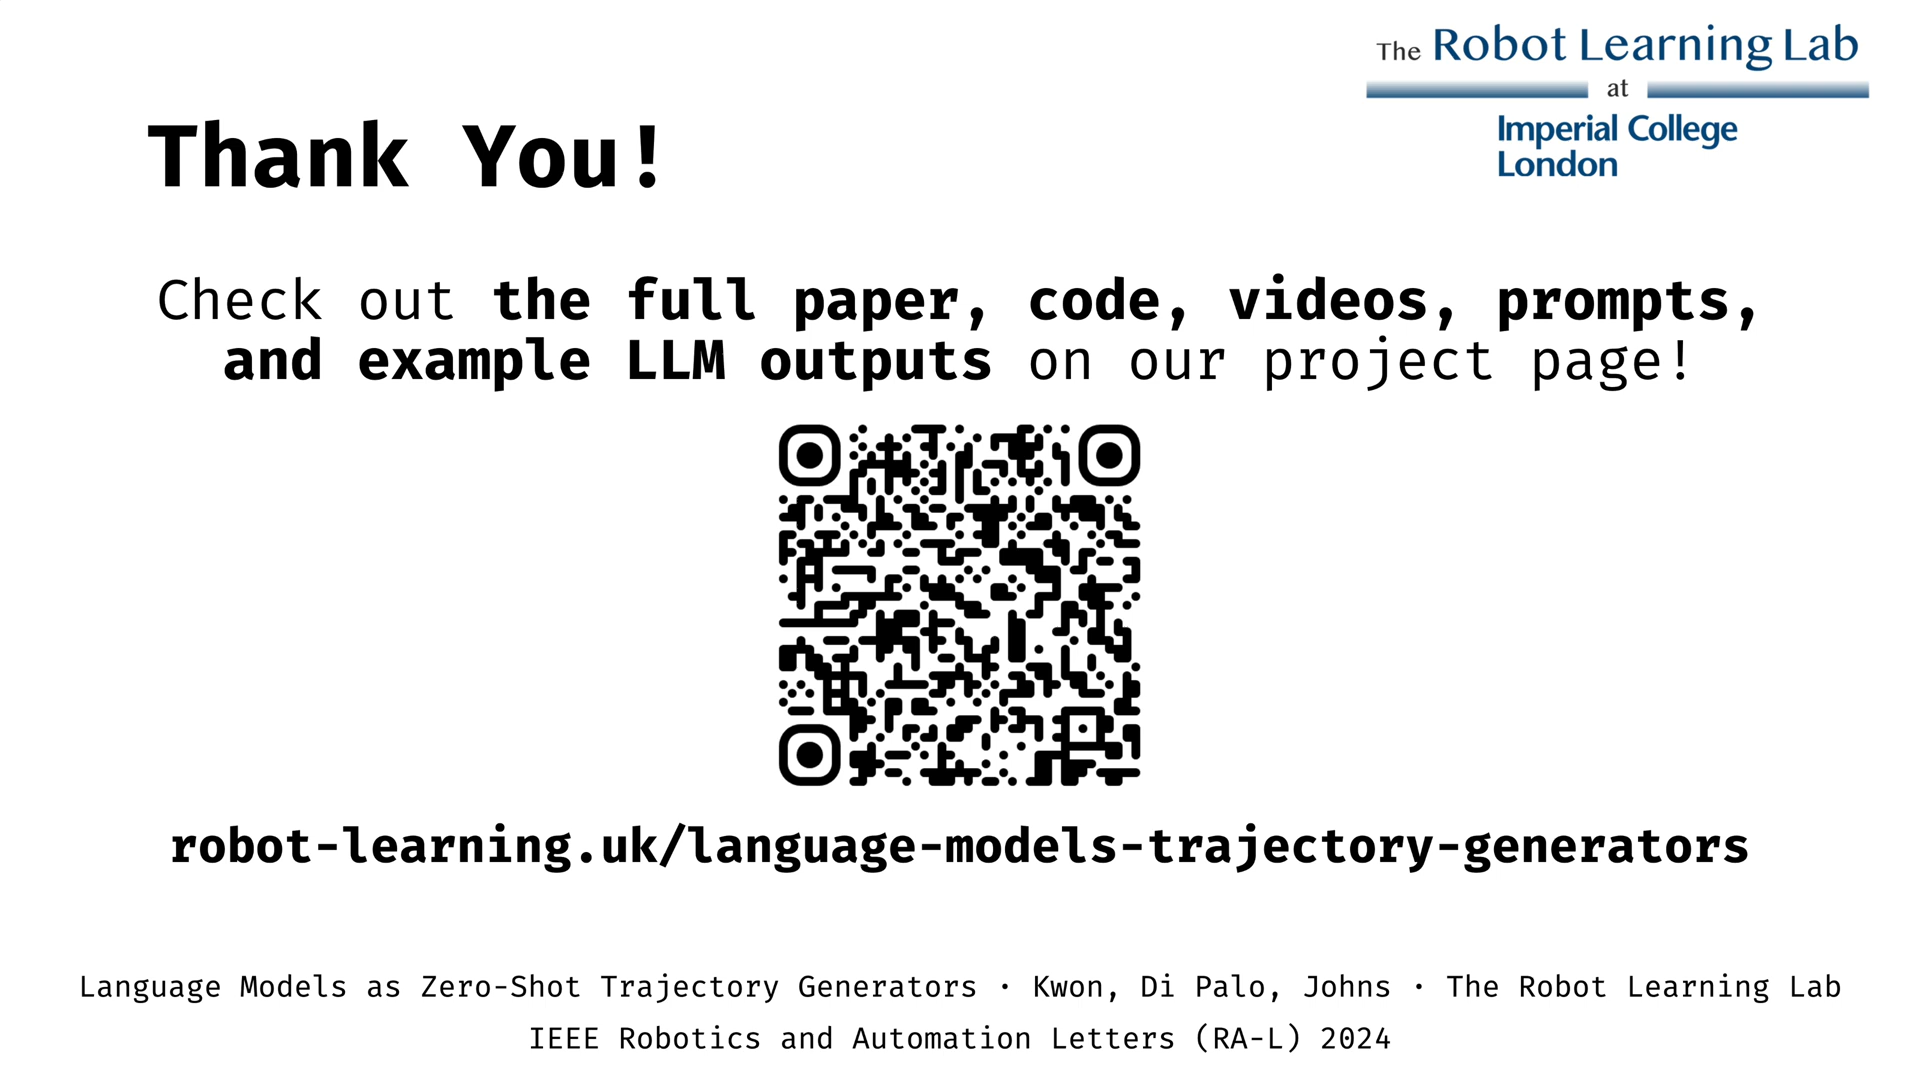 The Robot Learning Lab
at
Imperial College
London
Thank You!
Check out the full paper, code, videos, prompts,
and example LLM outputs on our project page!
robot-learning.uk/language-models-trajectory-generators
Language Models as Zero-Shot Trajectory Generators · Kwon, Di Palo, Johns · The Robot Learning Lab
IEEE Robotics and Automation Letters (RA-L) 2024